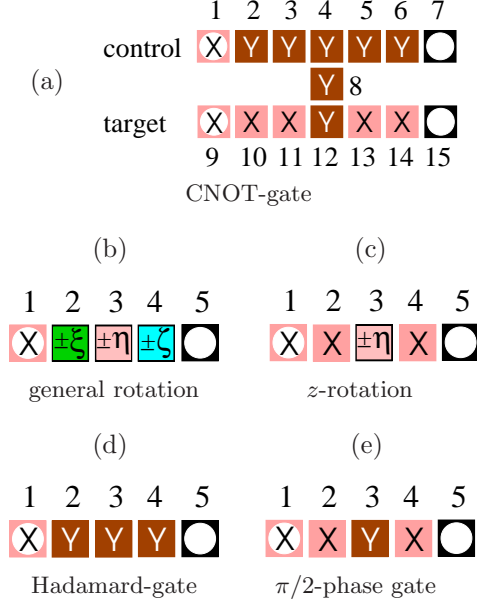 1 2 3 4 5 6 7
control X Y Y Y Y Y
(a) Y 8
target X X X Y X X
9 10 11 12 13 14 15
CNOT-gate
(b) (c)
1 2 3 4 5 1 2 3 4 5
X ±ξ ±η ±ζ X X ±η X
general rotation z-rotation
(d) (e)
1 2 3 4 5 1 2 3 4 5
X Y Y Y X X Y X
Hadamard-gate π/2-phase gate